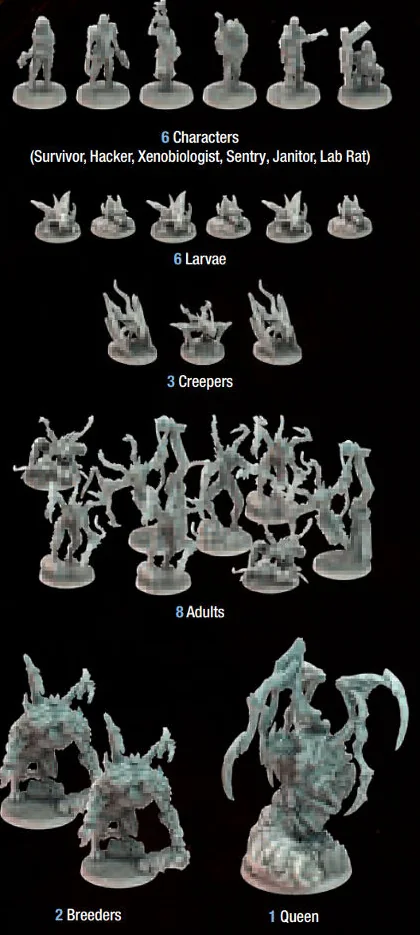 6 Characters
(Survivor, Hacker, Xenobiologist, Sentry, Janitor, Lab Rat)
6 Larvae
3 Creepers
8 Adults
2 Breeders
1 Queen